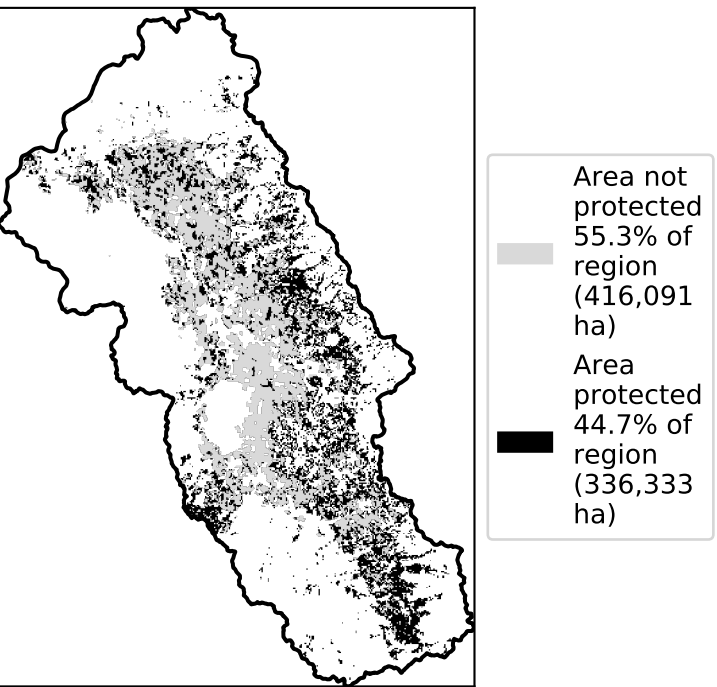 Area not
protected
55.3% of
region
(416,091
ha)
Area
protected
44.7% of
region
(336,333
ha)